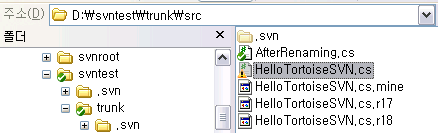 주소(D) D:\svntest\trunk\src
폴더
svnroot
svntest
.svn
trunk
.svn
.svn
AfterRenaming.cs
HelloTortoiseSVN.cs
HelloTortoiseSVN.cs.mine
HelloTortoiseSVN.cs.r17
HelloTortoiseSVN.cs.r18